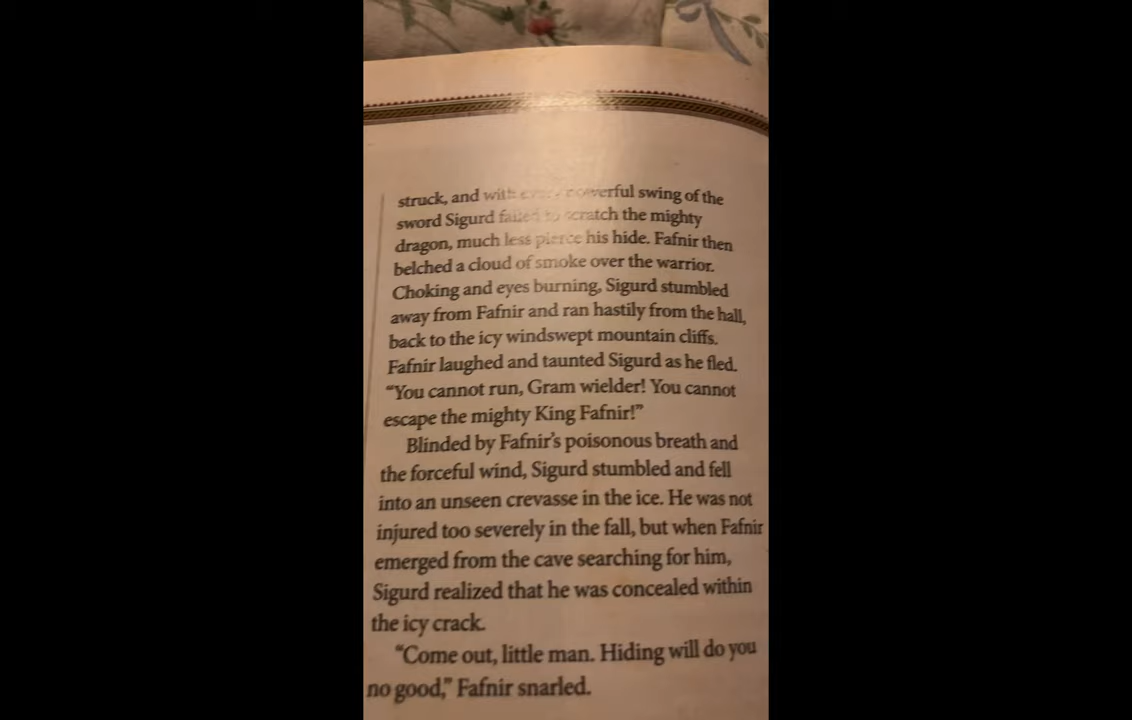 struck, and with every powerful swing of the
sword Sigurd failed to scratch the mighty
dragon, much less pierce his hide. Fafnir then
belched a cloud of smoke over the warrior.
Choking and eyes burning, Sigurd stumbled
away from Fafnir and ran hastily from the hall,
back to the icy windswept mountain cliffs.
Fafnir laughed and taunted Sigurd as he fled.
“You cannot run, Gram wielder! You cannot
escape the mighty King Fafnir!”
Blinded by Fafnir’s poisonous breath and
the forceful wind, Sigurd stumbled and fell
into an unseen crevasse in the ice. He was not
injured too severely in the fall, but when Fafnir
emerged from the cave searching for him,
Sigurd realized that he was concealed within
the icy crack.
“Come out, little man. Hiding will do you
no good,” Fafnir snarled.